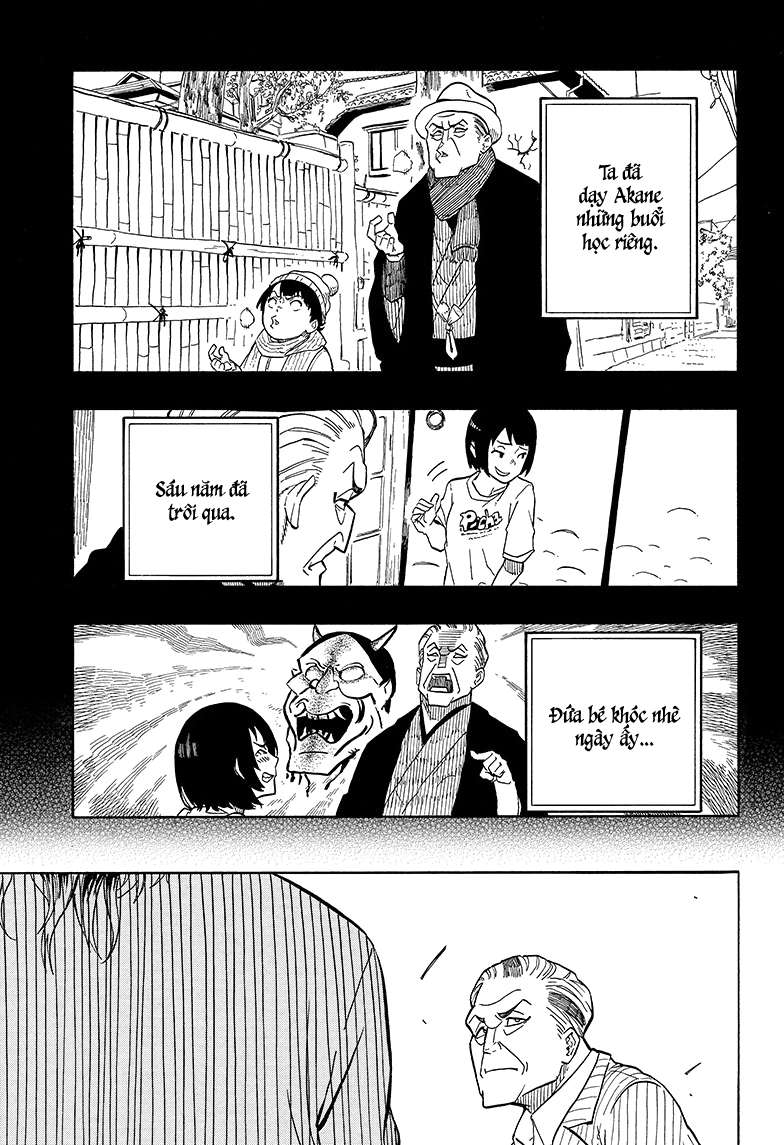 Ta đã
dạy Akane
những buổi
học riêng.
Picha
Sáu năm đã
trôi qua.
Đứa bé khóc nhè
ngày ấy...